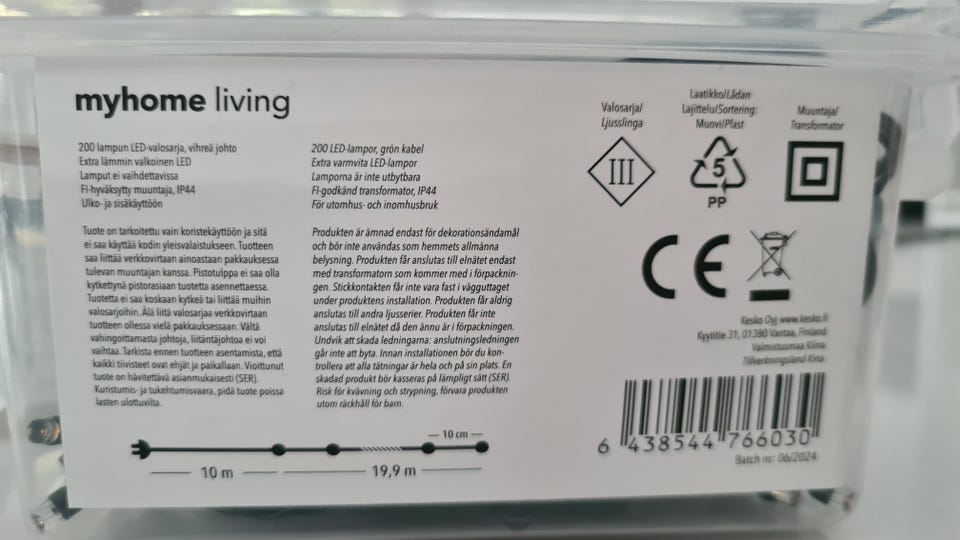 myhome living
200 lampun LED-valosarja, vihreä johto
Extra lämmin valkoinen LED
Lamput ei vaihdettavissa
FI-hyväksytty muuntaja, IP44
Ulko- ja sisäkäyttöön
Tuote on tarkoitettu vain koristekäyttöön ja sitä
ei saa käyttää kodin yleisvalaistukseen. Tuotteen
saa liittää verkkovirtaan ainoastaan pakkauksessa
tulevan muuntajan kanssa. Pistotulppa ei saa olla
kytkettynä pistorasiaan tuotetta asennettaessa.
Tuotetta ei saa koskaan kytkeä tai liittää muihin
valosarjoihin. Älä liitä valosarjaa verkkovirtaan
tuotteen ollessa vielä pakkauksessaan. Vältä
vahingoittamasta johtoja, liitäntäjohtoa ei voi
vaihtaa. Tarkista ennen tuotteen asentamista, että
kaikki tiivisteet ovat ehjät ja paikallaan. Vioittunut
tuote on hävitettävä asianmukaisesti (SER).
Kuristumis- ja tukehtumisvaara, pidä tuote poissa
lasten ulottuvilta.
200 LED-lampor, grön kabel
Extra varmvita LED-lampor
Lamporna är inte utbytbara
FI-godkänd transformator, IP44
För utomhus- och inomhusbruk
Produkten är ämnad endast för dekorationsändamål
och bör inte användas som hemmets allmänna
belysning. Produkten får anslutas till elnätet endast
med transformatorn som kommer med i förpacknin-
gen. Stickkontakten får inte vara fast i vägguttaget
under produktens installation. Produkten får aldrig
anslutas till andra ljusserier. Produkten får inte
anslutas till elnätet då den ännu är i förpackningen.
Undvik att skada ledningarna: anslutningsledningen
går inte att byta. Innan installationen bör du kon-
trollera att alla tätningar är hela och på sin plats. En
skadad produkt bör kasseras på lämpligt sätt (SER).
Risk för kvävning och strypning, förvara produkten
utom räckhåll för barn.
10 m
19,9 m
10 cm
Valosarja/
Ljusslinga
III
Laatikko/Lådan
Lajittelu/Sortering:
Muovi/Plast
5
PP
Muuntaja/
Transformator
CE
Kesko Oyj www.kesko.fi
Kyytitie 31, 01380 Vantaa, Finland
Valmistusmaa Kiina
Tillverkningsland Kina
6 438544 766030
Batch nr: 06/2024